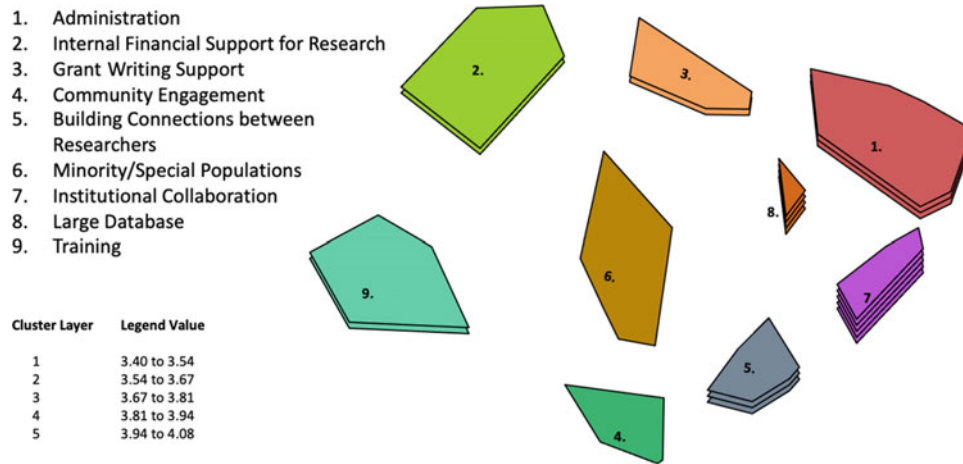 1. Administration
2. Internal Financial Support for Research
3. Grant Writing Support
4. Community Engagement
5. Building Connections between
Researchers
6. Minority/Special Populations
7. Institutional Collaboration
8. Large Database
9. Training
Cluster Layer Legend Value
1 3.40 to 3.54
2 3.54 to 3.67
3 3.67 to 3.81
4 3.81 to 3.94
5 3.94 to 4.08
2.
3.
1.
8.
6.
7.
9.
5.
4.